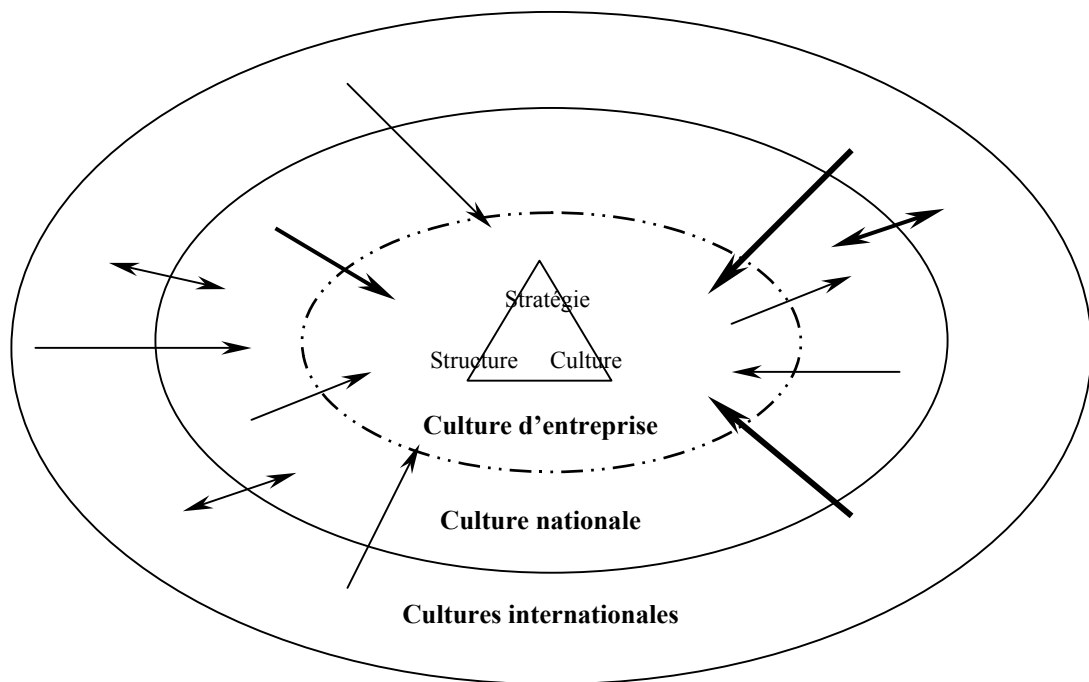 Stratégie
Structure Culture
Culture d’entreprise
Culture nationale
Cultures internationales